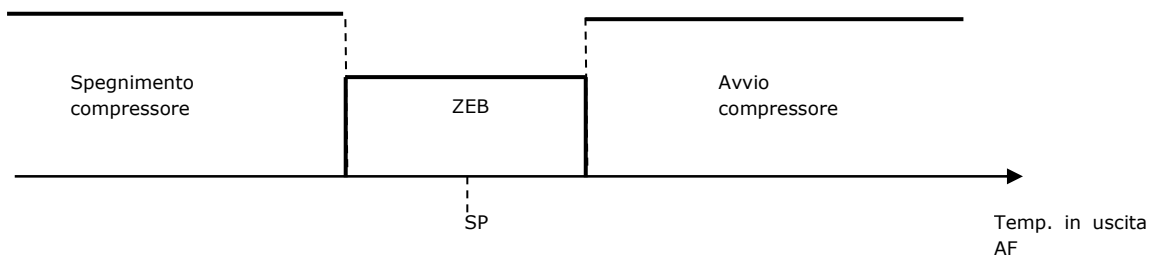 Spegnimento
compressore
ZEB
Avvio
compressore
SP
Temp. in uscita
AF